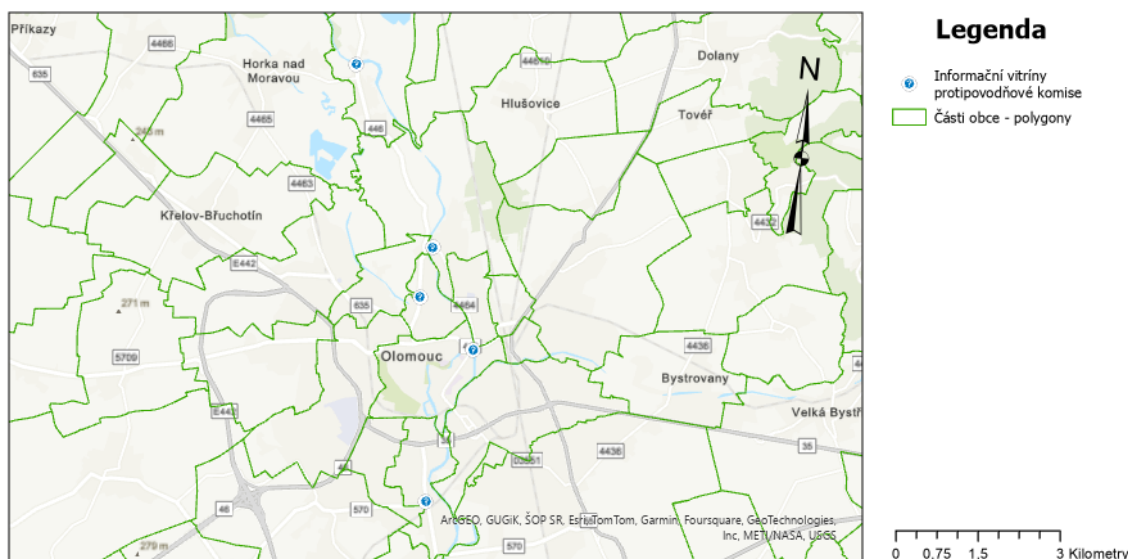 Příkazy
4466
635
Horka nad
Moravou
446
44610
Dolany
Hlušovice
Tovéř
N
4465
4463
Křelov-Břuchotín
4432
E442
271 m
635
4464
5709
Olomouc
4436
Bystrovany
Velká Bystř
E442
35
4436
46
46
570
570
279 m
ArcGEO, GUGiK, ŠOP SR, Esri, TomTom, Garmin, Foursquare, GeoTechnologies,
Inc, METI/NASA, USGS
Legenda
Informační vitríny
protipovodňové komise
Části obce - polygony
0 0,75 1,5 3 Kilometry